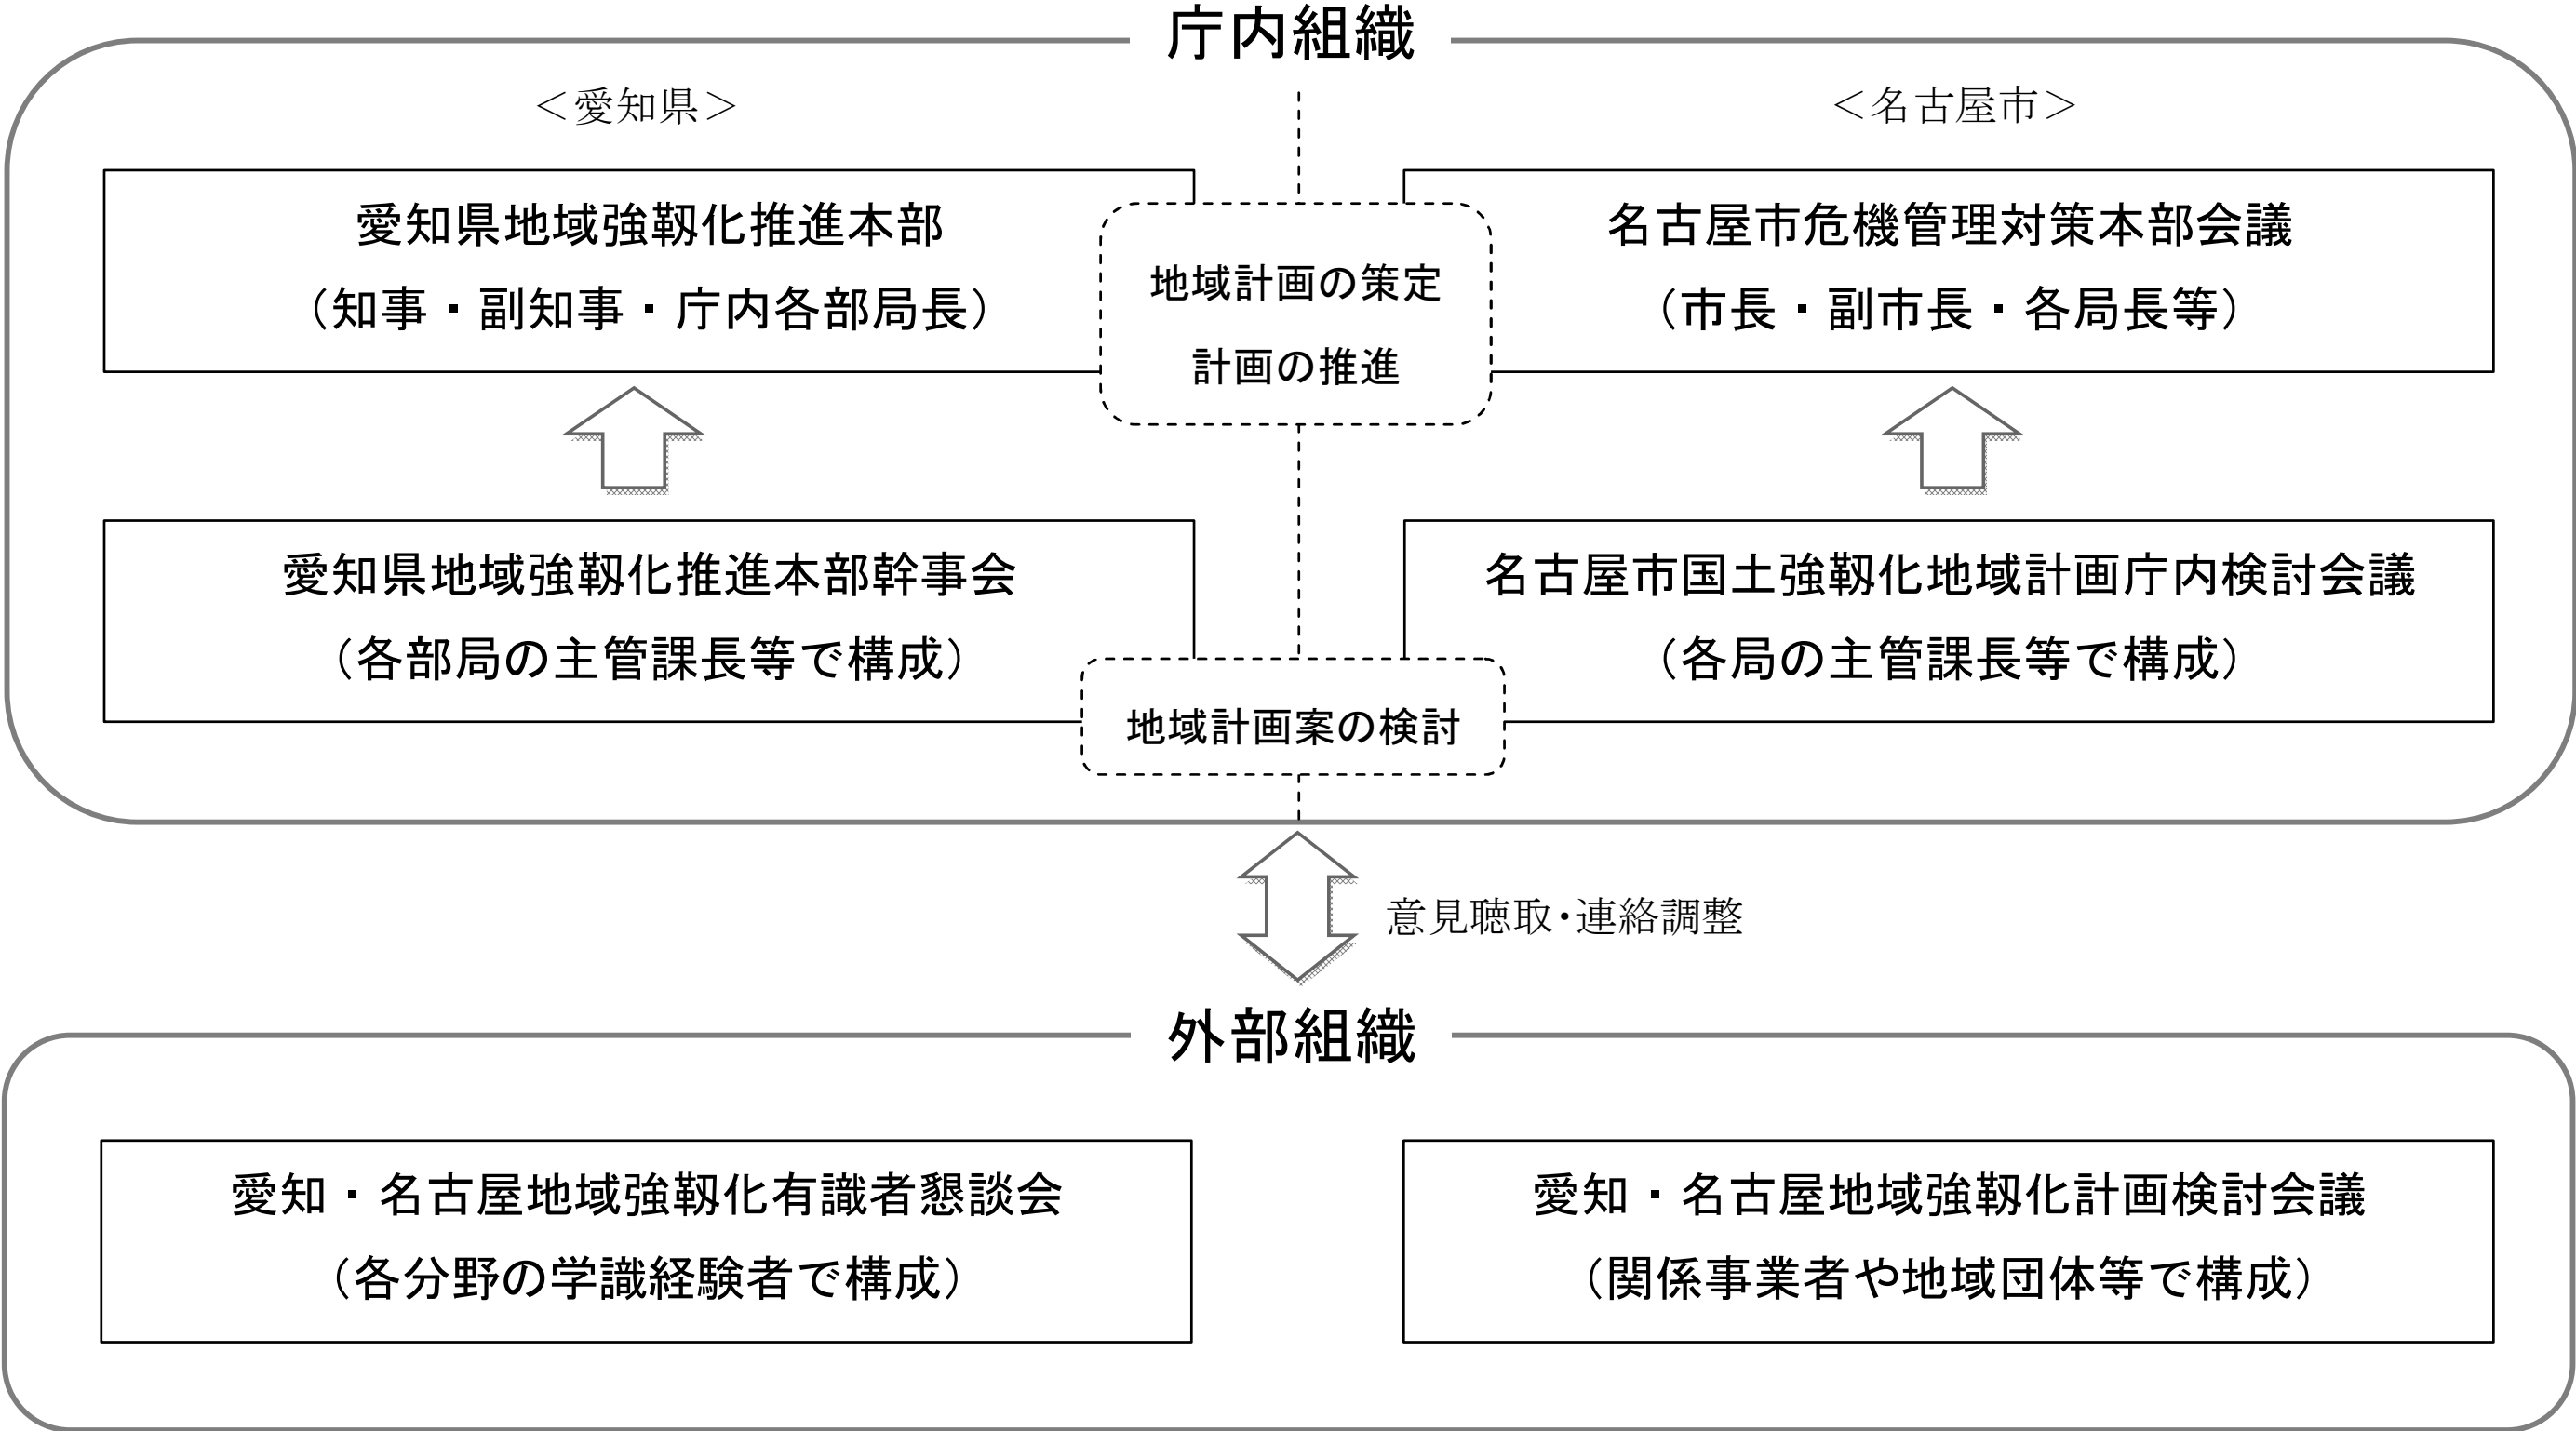 庁内組織
＜愛知県＞
＜名古屋市＞
愛知県地域強靱化推進本部
（知事・副知事・庁内各部局長）
名古屋市危機管理対策本部会議
（市長・副市長・各局長等）
地域計画の策定
計画の推進
愛知県地域強靱化推進本部幹事会
（各部局の主管課長等で構成）
名古屋市国土強靱化地域計画庁内検討会議
（各局の主管課長等で構成）
地域計画案の検討
意見聴取・連絡調整
外部組織
愛知・名古屋地域強靱化有識者懇談会
（各分野の学識経験者で構成）
愛知・名古屋地域強靱化計画検討会議
（関係事業者や地域団体等で構成）